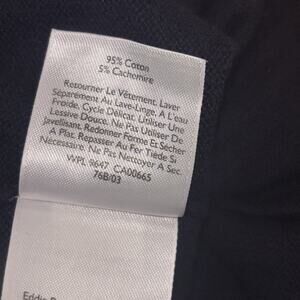 95% Coton
5% Cachemire
Retourner Le Vêtement. Laver
Séparement Au Lave-Linge, A L'eau
Froide, Cycle Délicat. Utiliser Une
Lessive Douce. Ne Pas Utiliser De
Javellisant. Redonner Forme Et Sécher
A Plat. Repasser Au Fer Tiède Si
Nécessaire. Ne Pas Nettoyer A Sec.
WPL 9647 CA00665
76B/03